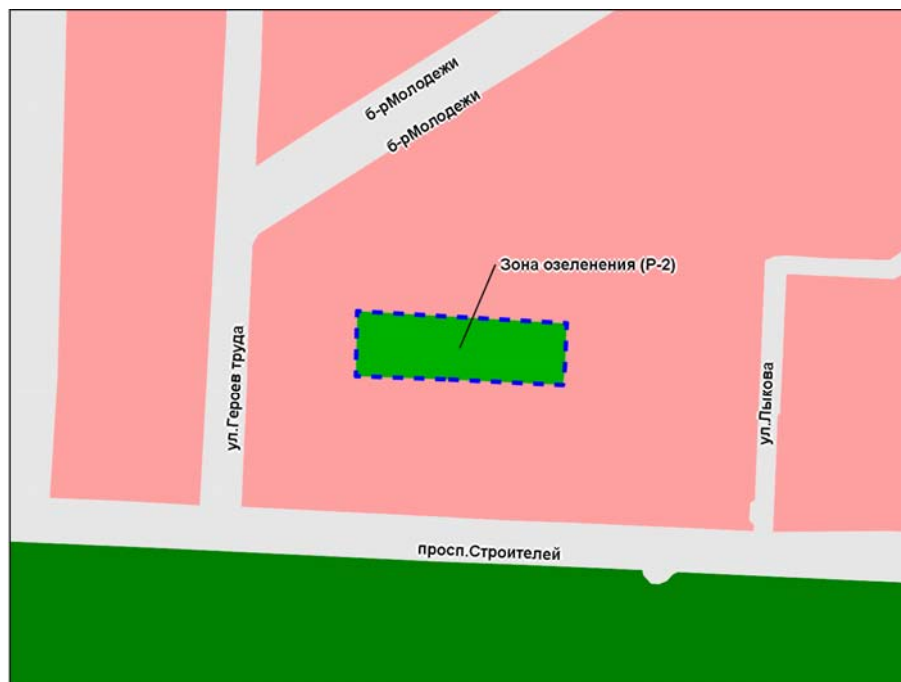 б-рМолодежи
б-рМолодежи
Зона озеленения (Р-2)
ул.Героев труда
ул.Лыкова
просп.Строителей